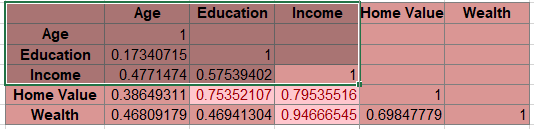 Age Education Income Home Value Wealth
Age 1
Education 0.17340715 1
Income 0.4771474 0.57539402 1
Home Value 0.38649311 0.75352107 0.79535516 1
Wealth 0.46809179 0.46941304 0.94666545 0.69847779 1